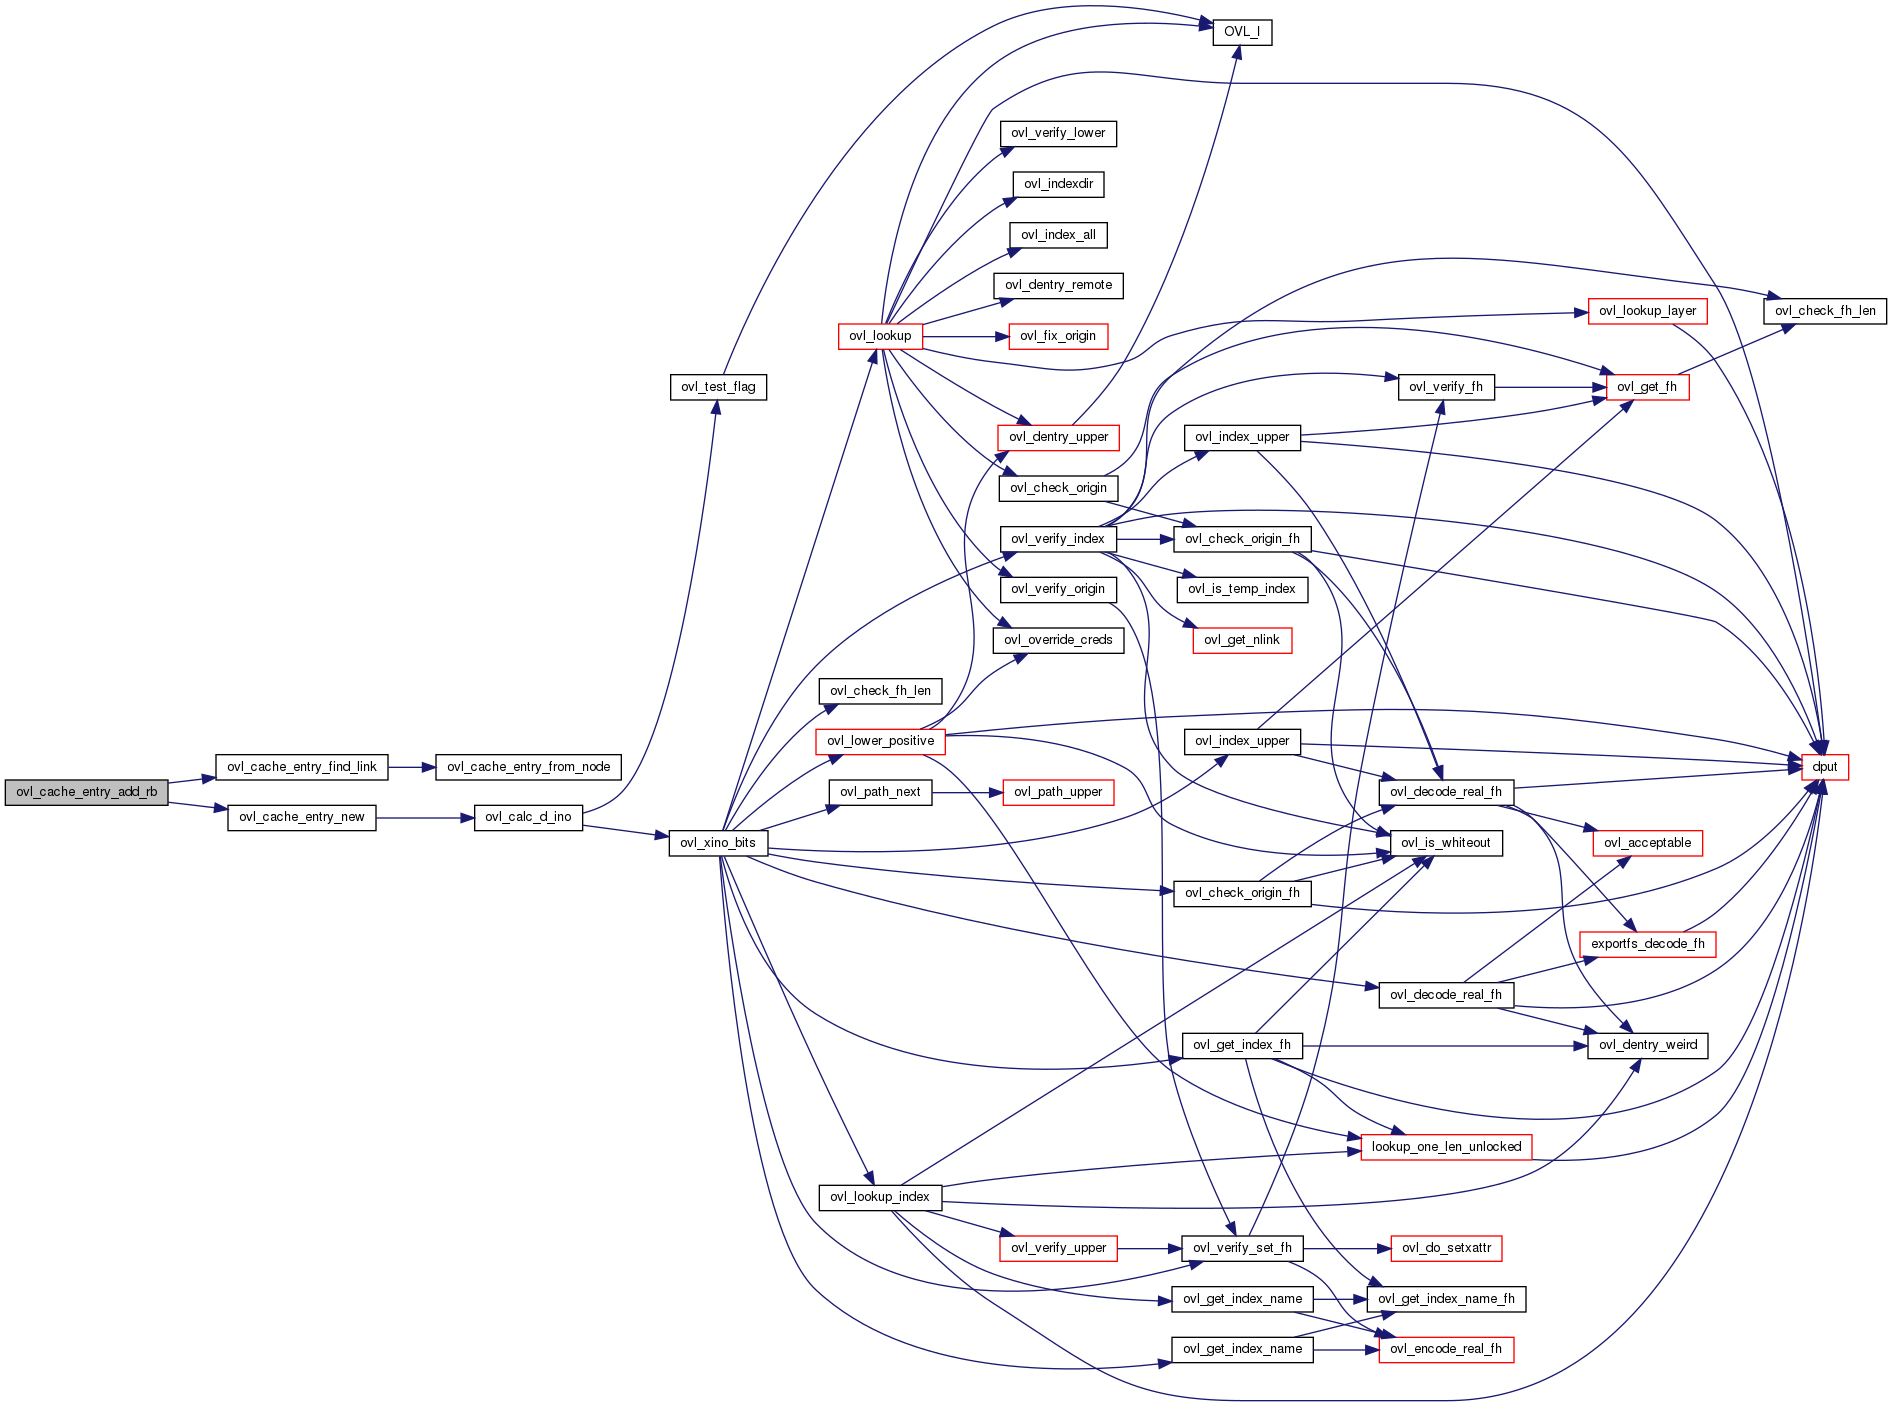 OVL_I
ovl_verify_lower
ovl_indexdir
ovl_index_all
ovl_dentry_remote
ovl_lookup_layer
ovl_check_fh_len
ovl_lookup
ovl_fix_origin
ovl_test_flag
ovl_verify_fh
ovl_get_fh
ovl_dentry_upper
ovl_index_upper
ovl_check_origin
ovl_verify_index
ovl_check_origin_fh
ovl_verify_origin
ovl_is_temp_index
ovl_override_creds
ovl_get_nlink
ovl_check_fh_len
ovl_lower_positive
ovl_index_upper
ovl_cache_entry_find_link
ovl_cache_entry_from_node
dput
ovl_cache_entry_add_rb
ovl_path_next
ovl_path_upper
ovl_decode_real_fh
ovl_cache_entry_new
ovl_calc_d_ino
ovl_xino_bits
ovl_is_whiteout
ovl_acceptable
ovl_check_origin_fh
exportfs_decode_fh
ovl_decode_real_fh
ovl_get_index_fh
ovl_dentry_weird
lookup_one_len_unlocked
ovl_lookup_index
ovl_verify_upper
ovl_verify_set_fh
ovl_do_setxattr
ovl_get_index_name
ovl_get_index_name_fh
ovl_get_index_name
ovl_encode_real_fh